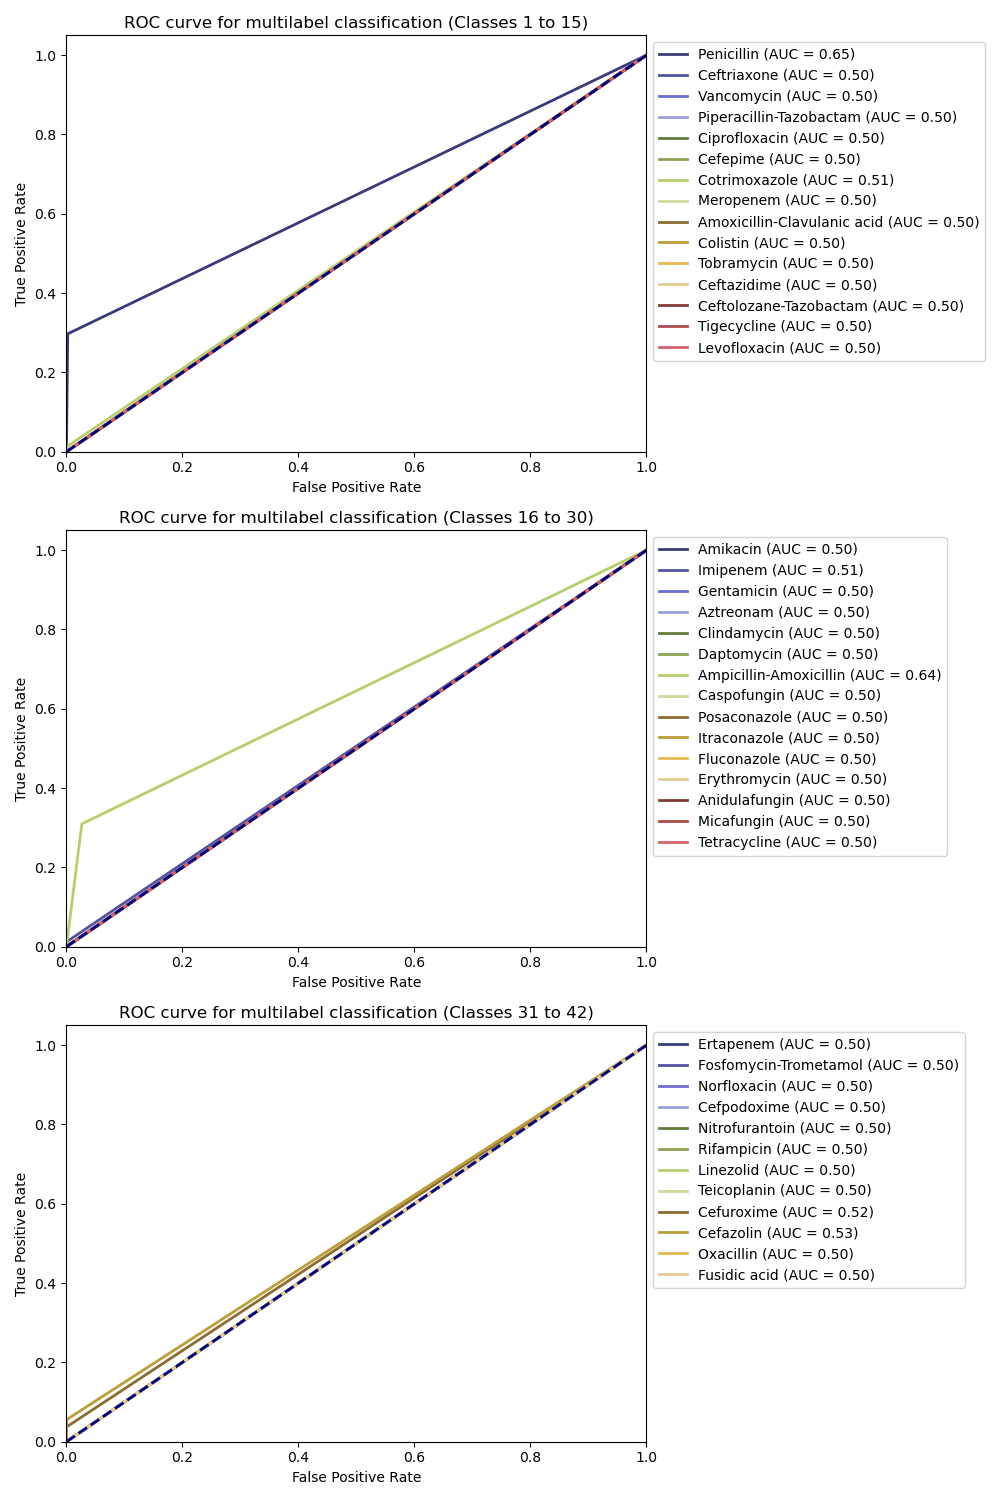 ROC curve for multilabel classification (Classes 1 to 15)
True Positive Rate
1.0
0.8
0.6
0.4
0.2
0.0
0.0 0.2 0.4 0.6 0.8 1.0
False Positive Rate
Penicillin (AUC = 0.65)
Ceftriaxone (AUC = 0.50)
Vancomycin (AUC = 0.50)
Piperacillin-Tazobactam (AUC = 0.50)
Ciprofloxacin (AUC = 0.50)
Cefepime (AUC = 0.50)
Cotrimoxazole (AUC = 0.51)
Meropenem (AUC = 0.50)
Amoxicillin-Clavulanic acid (AUC = 0.50)
Colistin (AUC = 0.50)
Tobramycin (AUC = 0.50)
Ceftazidime (AUC = 0.50)
Ceftolozane-Tazobactam (AUC = 0.50)
Tigecycline (AUC = 0.50)
Levofloxacin (AUC = 0.50)
ROC curve for multilabel classification (Classes 16 to 30)
True Positive Rate
1.0
0.8
0.6
0.4
0.2
0.0
0.0 0.2 0.4 0.6 0.8 1.0
False Positive Rate
Amikacin (AUC = 0.50)
Imipenem (AUC = 0.51)
Gentamicin (AUC = 0.50)
Aztreonam (AUC = 0.50)
Clindamycin (AUC = 0.50)
Daptomycin (AUC = 0.50)
Ampicillin-Amoxicillin (AUC = 0.64)
Caspofungin (AUC = 0.50)
Posaconazole (AUC = 0.50)
Itraconazole (AUC = 0.50)
Fluconazole (AUC = 0.50)
Erythromycin (AUC = 0.50)
Anidulafungin (AUC = 0.50)
Micafungin (AUC = 0.50)
Tetracycline (AUC = 0.50)
ROC curve for multilabel classification (Classes 31 to 42)
True Positive Rate
1.0
0.8
0.6
0.4
0.2
0.0
0.0 0.2 0.4 0.6 0.8 1.0
False Positive Rate
Ertapenem (AUC = 0.50)
Fosfomycin-Trometamol (AUC = 0.50)
Norfloxacin (AUC = 0.50)
Cefpodoxime (AUC = 0.50)
Nitrofurantoin (AUC = 0.50)
Rifampicin (AUC = 0.50)
Linezolid (AUC = 0.50)
Teicoplanin (AUC = 0.50)
Cefuroxime (AUC = 0.52)
Cefazolin (AUC = 0.53)
Oxacillin (AUC = 0.50)
Fusidic acid (AUC = 0.50)